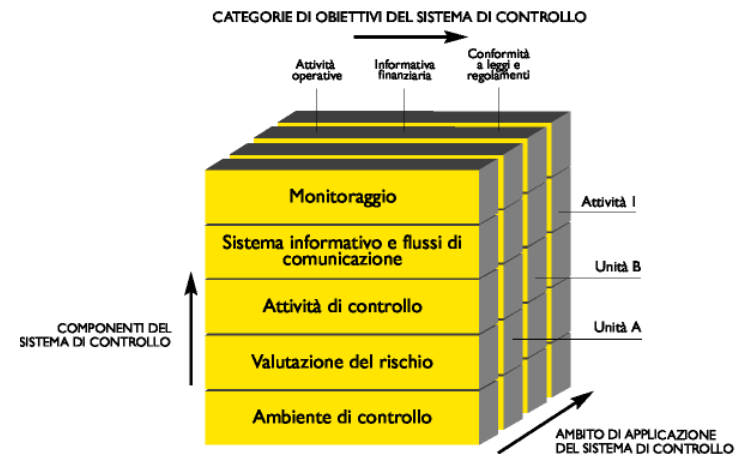 CATEGORIE DI OBIETTIVI DEL SISTEMA DI CONTROLLO
Attività
operative
Informativa
finanziaria
Conformità
a leggi e
regolamenti
Monitoraggio
Sistema informativo e flussi di
comunicazione
Attività di controllo
Valutazione del rischio
Ambiente di controllo
Attività 1
Unità B
Unità A
COMPONENTI DEL
SISTEMA DI CONTROLLO
AMBITO DI APPLICAZIONE
DEL SISTEMA DI CONTROLLO